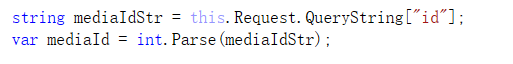 string mediaIdStr = this.Request.QueryString["id"];
var mediaId = int.Parse(mediaIdStr);